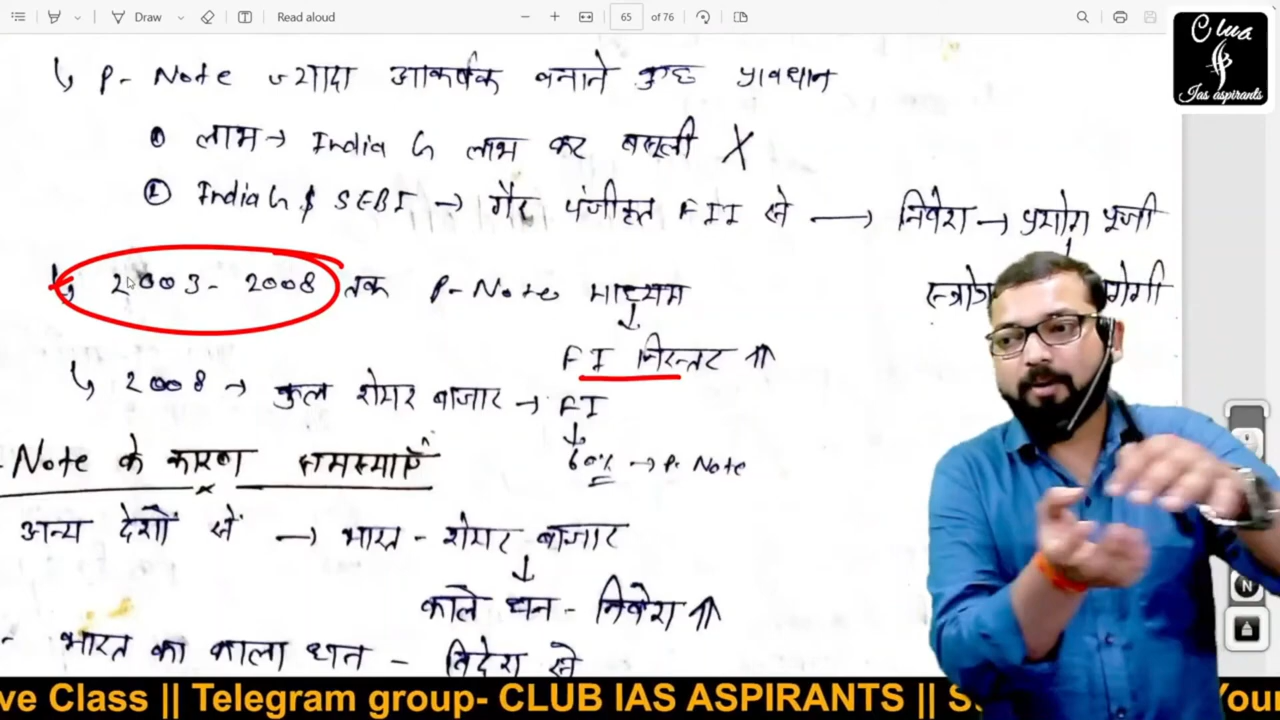 Draw
Read aloud
65 of 76
Clua
Ias aspirants
↳ P-Note ज्यादा आकर्षक बनाने कुछ प्रावधान
① लाभ → India में लाभ कर वसूली X
② India में $ SEBI → गैर पंजीकृत FII से → निवेश → प्रयोग पूंजी
↳ 2003 - 2008 तक P-Note माध्यम
↓
FI निरन्तर ⇑
↳ 2008 → कुल शेयर बाजार → FI
↓
60% → P-Note
Note के कारण समस्याएँ
अन्य देशों से → भारत - शेयर बाजार
↓
काले धन - निवेश ⇑
- भारत का काला धन - विदेश से
ve Class || Telegram group- CLUB IAS ASPIRANTS || S Your